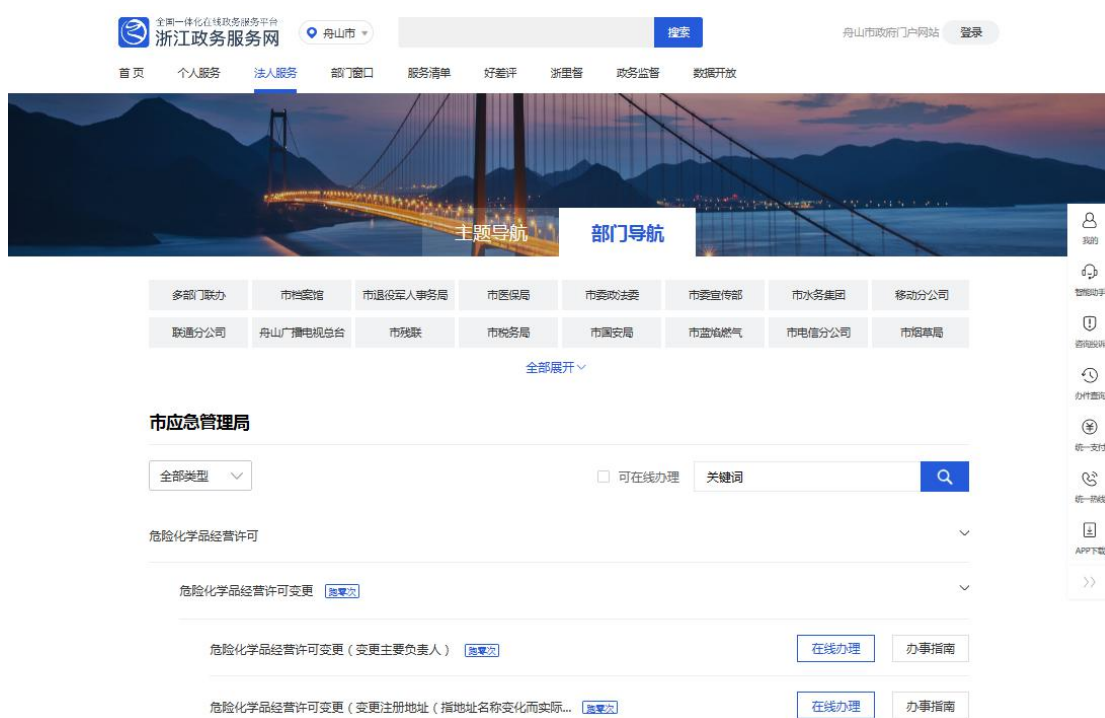 全国一体化在线政务服务平台
浙江政务服务网 舟山市 搜索 舟山市政府门户网站 登录
首页 个人服务 法人服务 部门窗口 服务清单 好差评 浙里督 政务监督 数据开放
主题导航 部门导航
我的
智能助手
咨询投诉
办件查询
统一支付
统一热线
APP下载
多部门联办 市档案馆 市退役军人事务局 市医保局 市委政法委 市委宣传部 市水务集团 移动分公司
联通分公司 舟山广播电视总台 市残联 市税务局 市国安局 市蓝焰燃气 市电信分公司 市烟草局
全部展开
市应急管理局
全部类型 可在线办理 关键词
危险化学品经营许可
危险化学品经营许可变更 跑零次
危险化学品经营许可变更（变更主要负责人） 跑零次 在线办理 办事指南
危险化学品经营许可变更（变更注册地址（指地址名称变化而实际... 跑零次 在线办理 办事指南